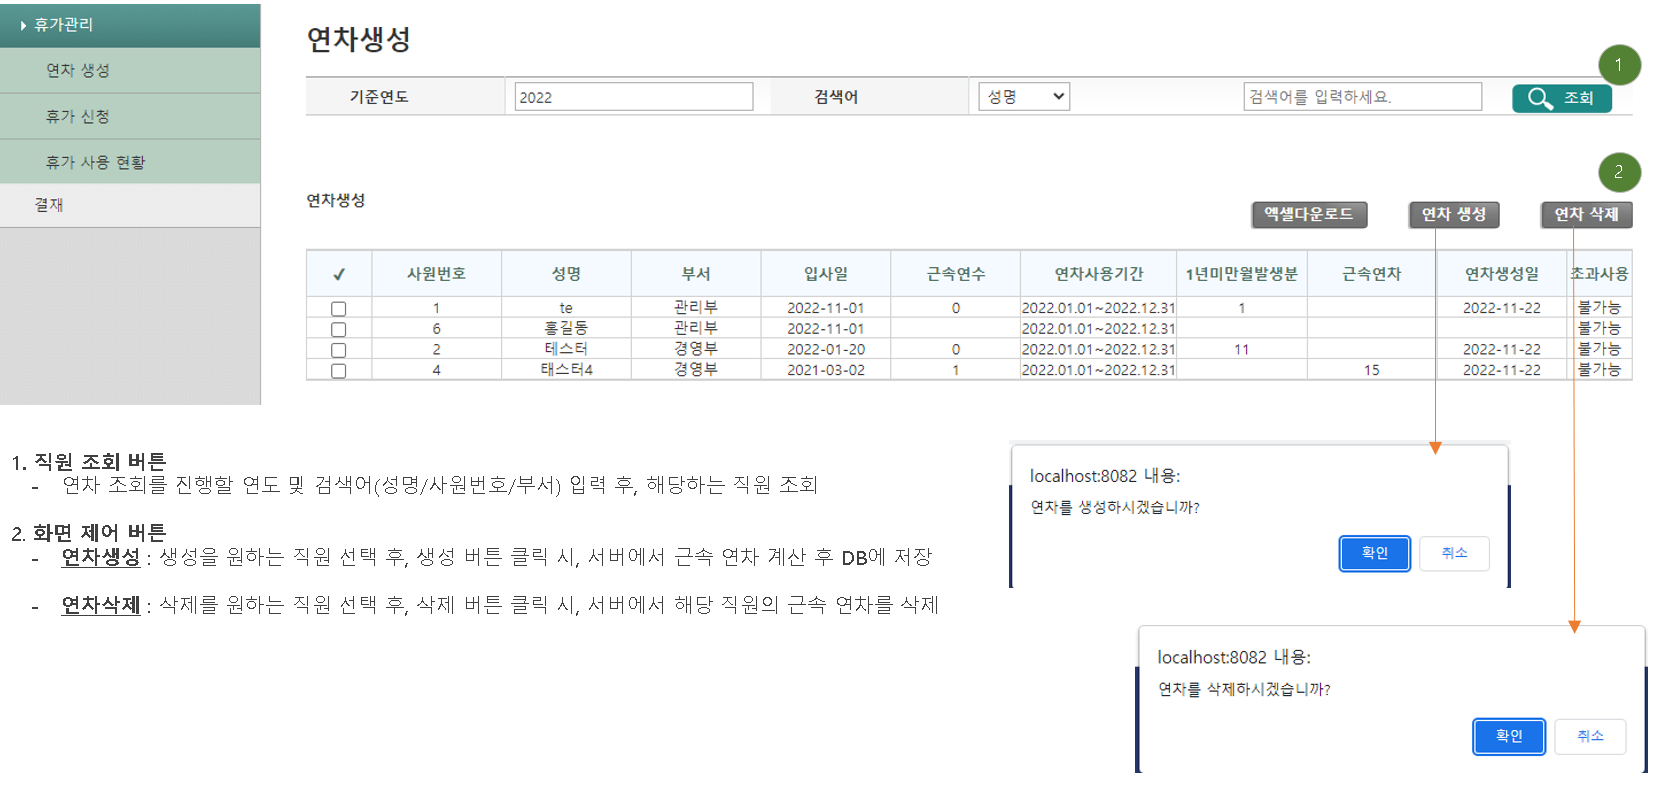 휴가관리
연차 생성
휴가 신청
휴가 사용 현황
결재
연차생성
기준연도 2022 검색어 성명 검색어를 입력하세요. 조회
1
2
연차생성
엑셀다운로드 연차 생성 연차 삭제
✓ 사원번호 성명 부서 입사일 근속연수 연차사용기간 1년미만월발생분 근속연차 연차생성일 초과사용
1 te 관리부 2022-11-01 0 2022.01.01~2022.12.31 1 2022-11-22 불가능
6 홍길동 관리부 2022-11-01 2022.01.01~2022.12.31 불가능
2 테스터 경영부 2022-01-20 0 2022.01.01~2022.12.31 11 2022-11-22 불가능
4 태스터4 경영부 2021-03-02 1 2022.01.01~2022.12.31 15 2022-11-22 불가능
1. 직원 조회 버튼
- 연차 조회를 진행할 연도 및 검색어(성명/사원번호/부서) 입력 후, 해당하는 직원 조회
2. 화면 제어 버튼
- 연차생성 : 생성을 원하는 직원 선택 후, 생성 버튼 클릭 시, 서버에서 근속 연차 계산 후 DB에 저장
- 연차삭제 : 삭제를 원하는 직원 선택 후, 삭제 버튼 클릭 시, 서버에서 해당 직원의 근속 연차를 삭제
localhost:8082 내용:
연차를 생성하시겠습니까?
확인 취소
localhost:8082 내용:
연차를 삭제하시겠습니까?
확인 취소